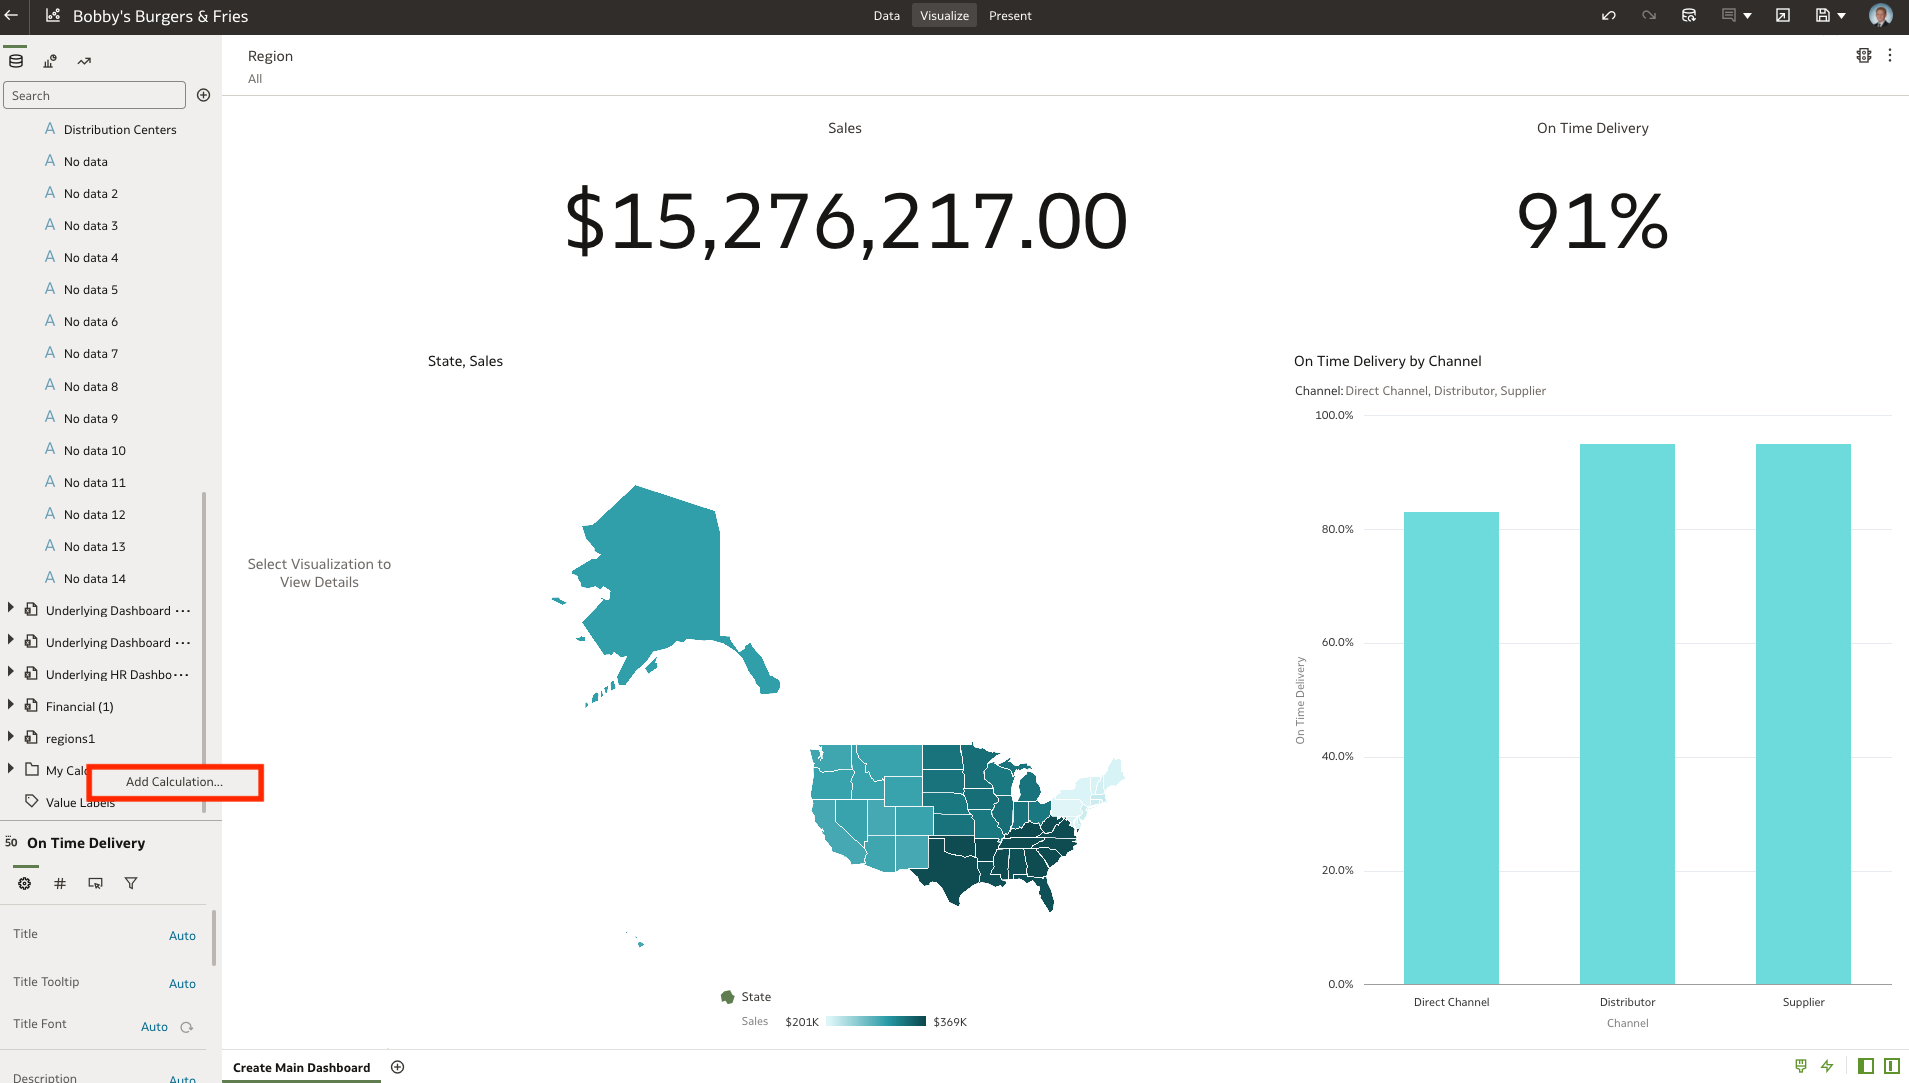 Bobby's Burgers & Fries
Data
Visualize
Present
Search
Distribution Centers
No data
No data 2
No data 3
No data 4
No data 5
No data 6
No data 7
No data 8
No data 9
No data 10
No data 11
No data 12
No data 13
No data 14
Underlying Dashboard ···
Underlying Dashboard ···
Underlying HR Dashbo···
Financial (1)
regions1
My Calc
Add Calculation...
Value Labels
50 On Time Delivery
Title Auto
Title Tooltip Auto
Title Font Auto
Description Auto
Region
All
Sales
$15,276,217.00
On Time Delivery
91%
Select Visualization to
View Details
State, Sales
State
Sales $201K $369K
On Time Delivery by Channel
Channel: Direct Channel, Distributor, Supplier
100.0%
80.0%
60.0%
40.0%
20.0%
0.0%
On Time Delivery
Direct Channel
Distributor
Supplier
Channel
Create Main Dashboard